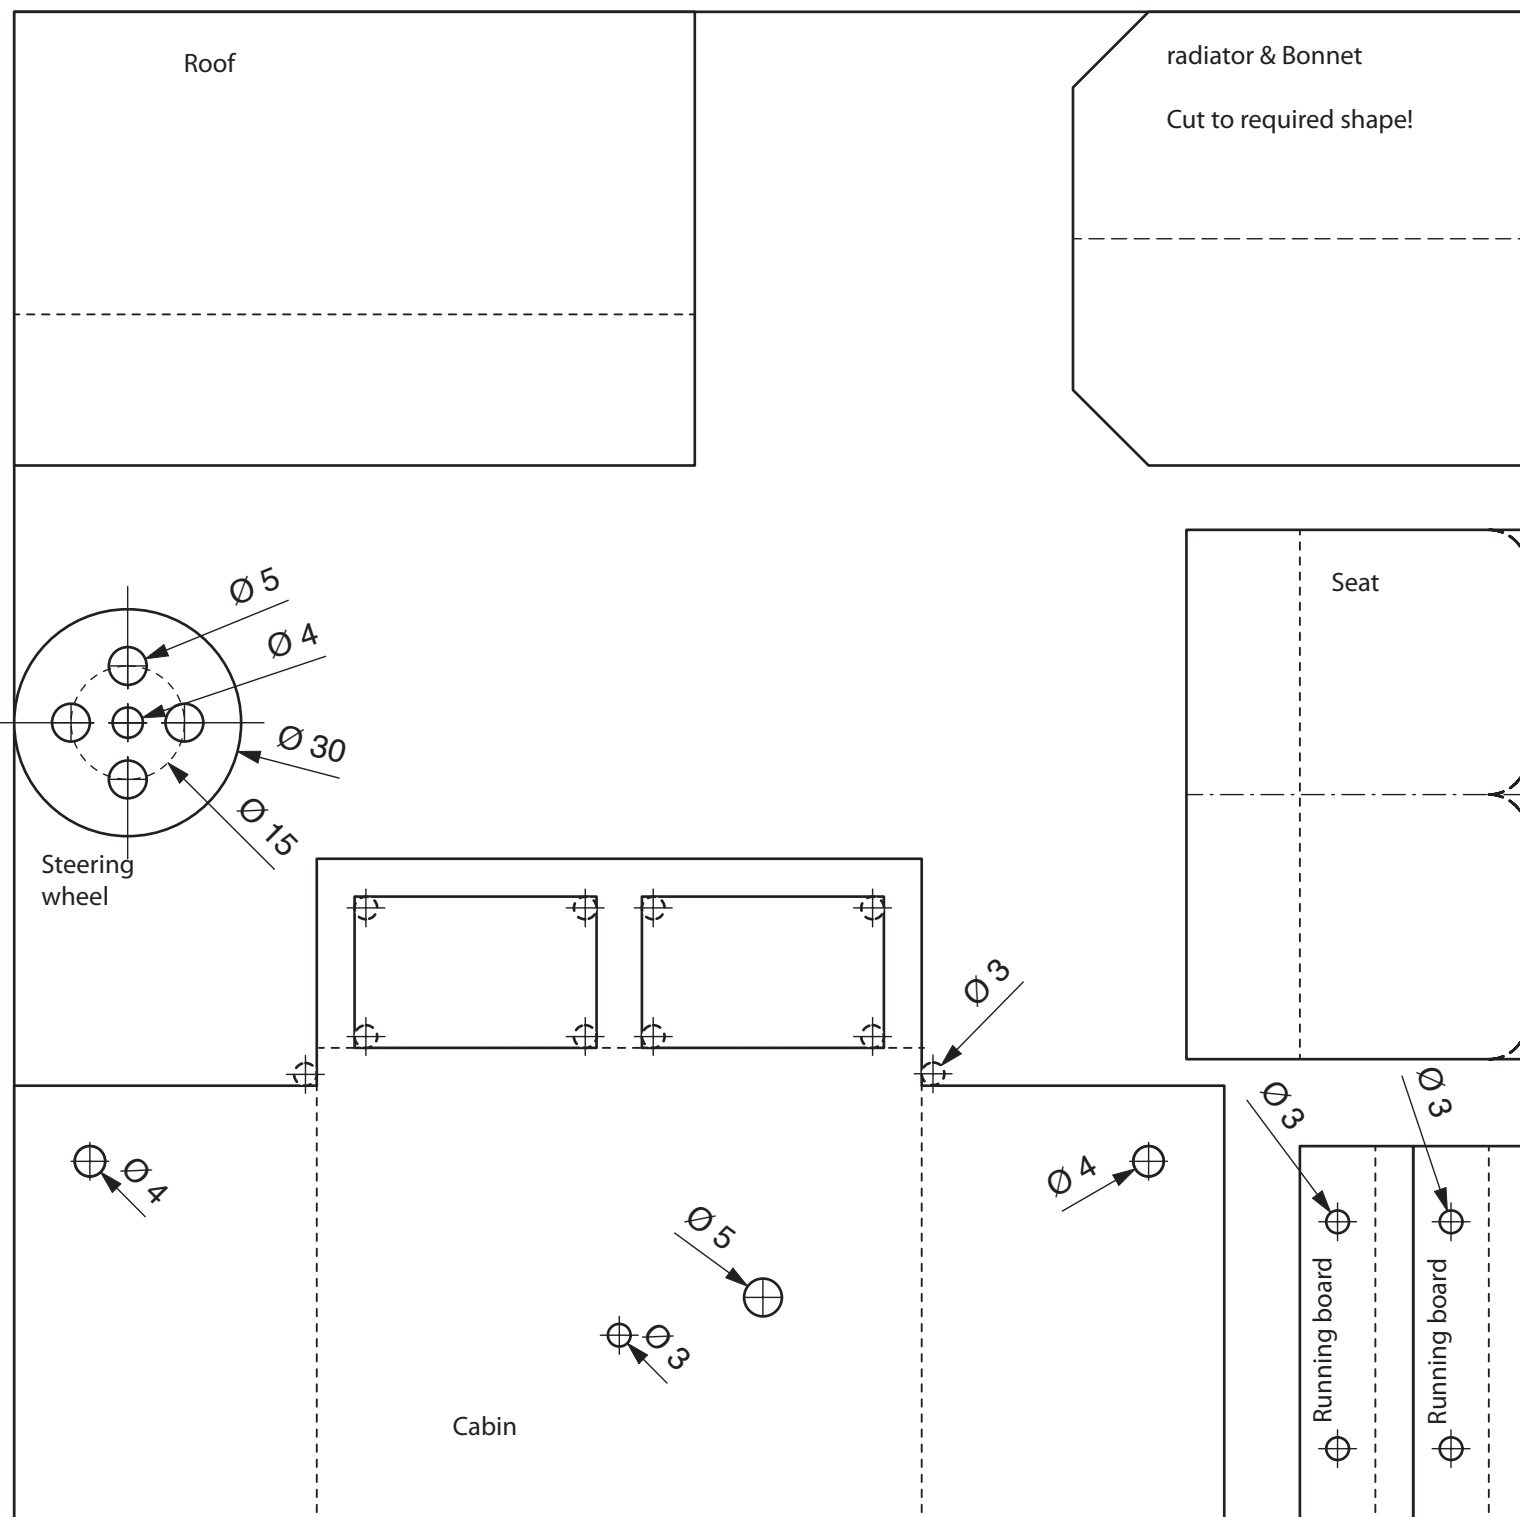 Roof
radiator & Bonnet
Cut to required shape!
Ø 5
Ø 4
Ø 30
Ø 15
Steering
wheel
Seat
Ø 3
Ø 3
Ø 3
Ø 4
Ø 4
Ø 5
Ø 3
Running board
Running board
Cabin